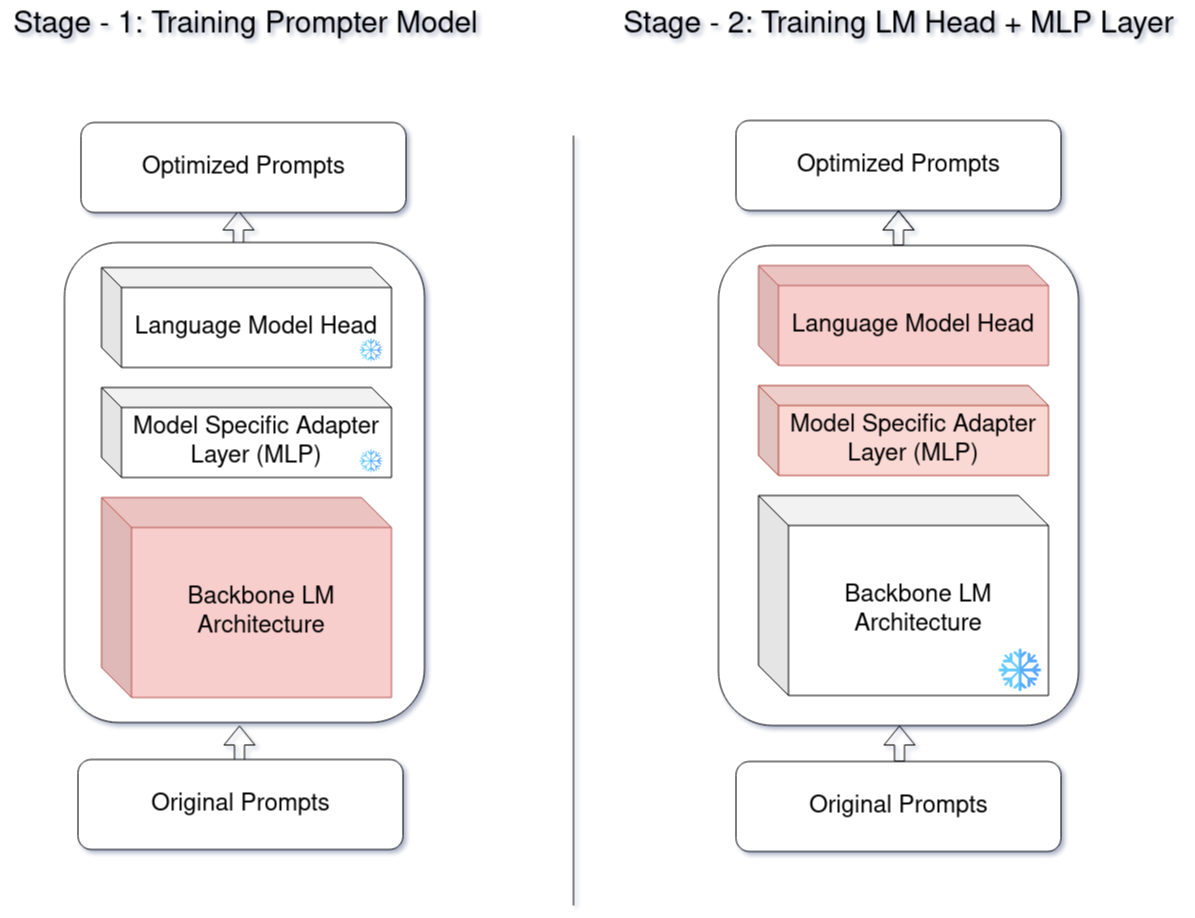 Stage - 1: Training Prompter Model
Optimized Prompts
Language Model Head
Model Specific Adapter
Layer (MLP)
Backbone LM
Architecture
Original Prompts
Stage - 2: Training LM Head + MLP Layer
Optimized Prompts
Language Model Head
Model Specific Adapter
Layer (MLP)
Backbone LM
Architecture
Original Prompts